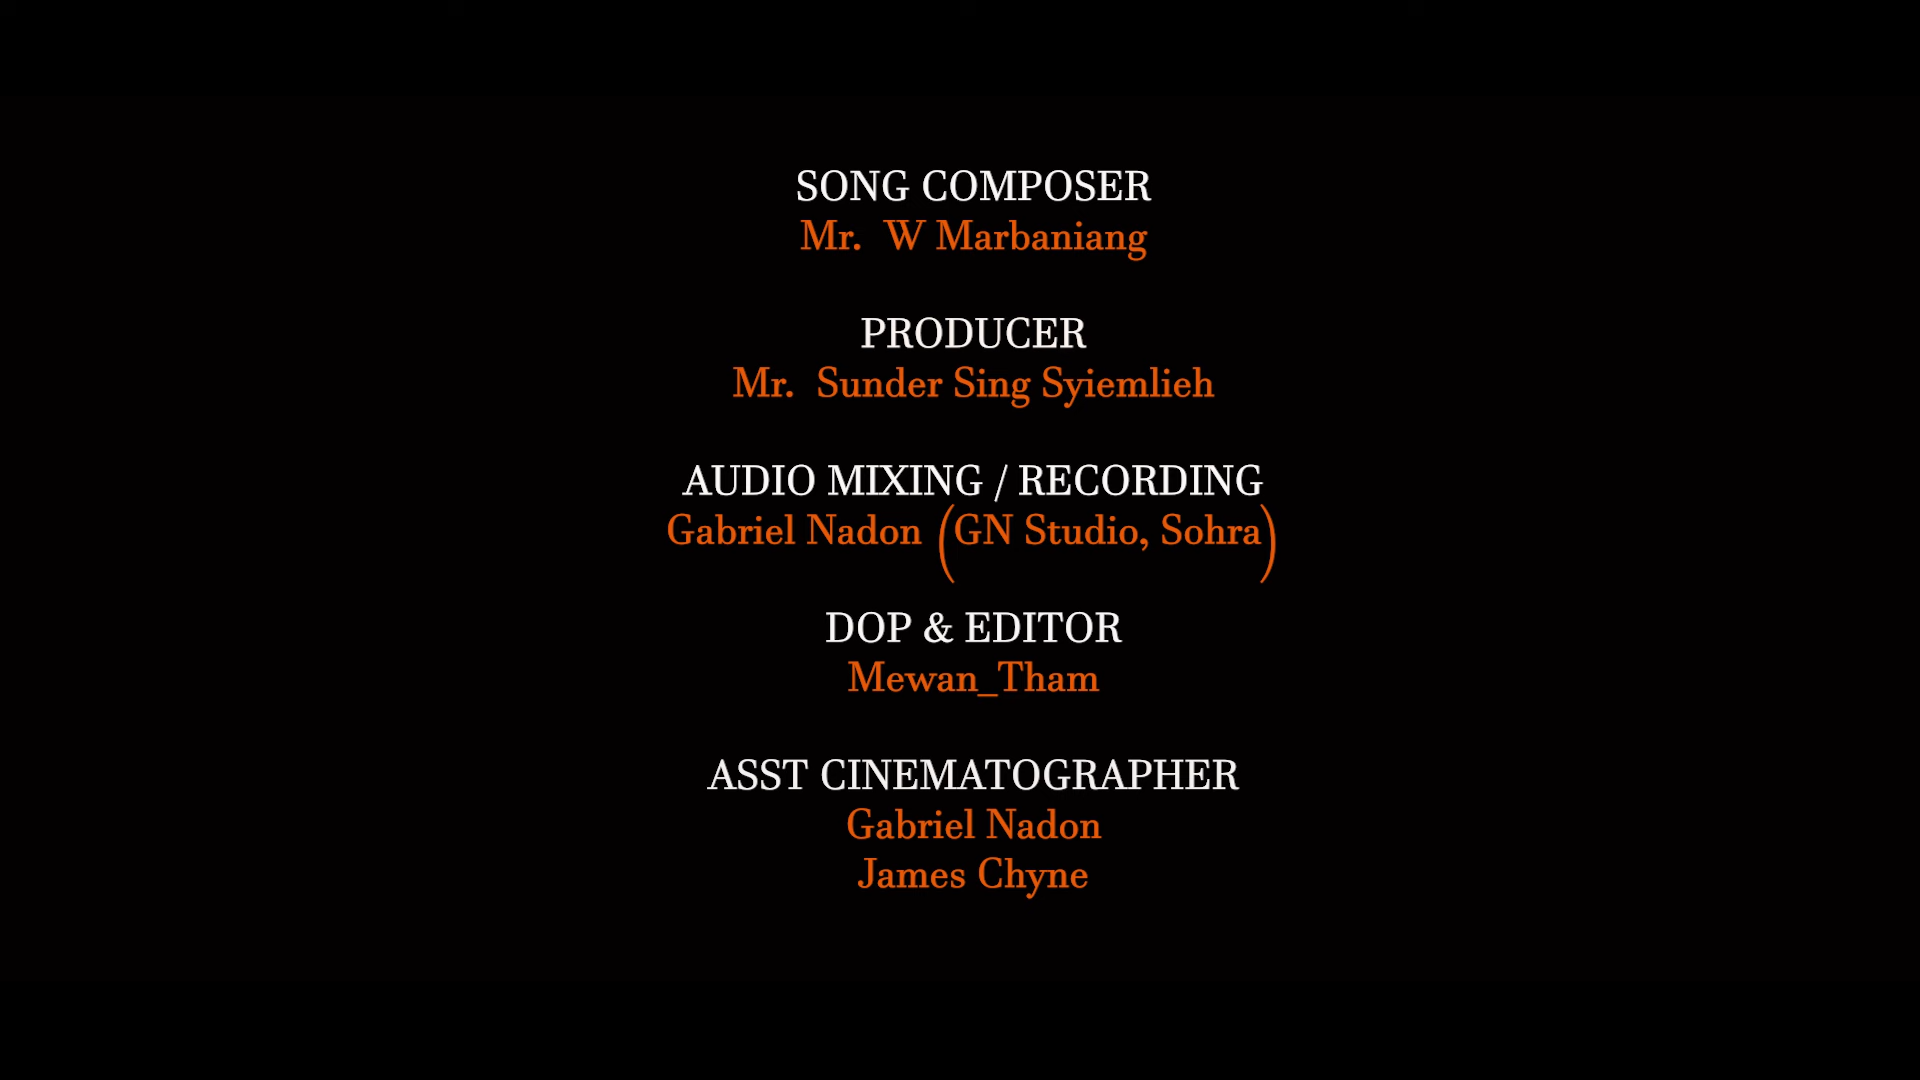 SONG COMPOSER
Mr. W Marbaniang
PRODUCER
Mr. Sunder Sing Syiemlieh
AUDIO MIXING / RECORDING
Gabriel Nadon (GN Studio, Sohra)
DOP & EDITOR
Mewan_Tham
ASST CINEMATOGRAPHER
Gabriel Nadon
James Chyne